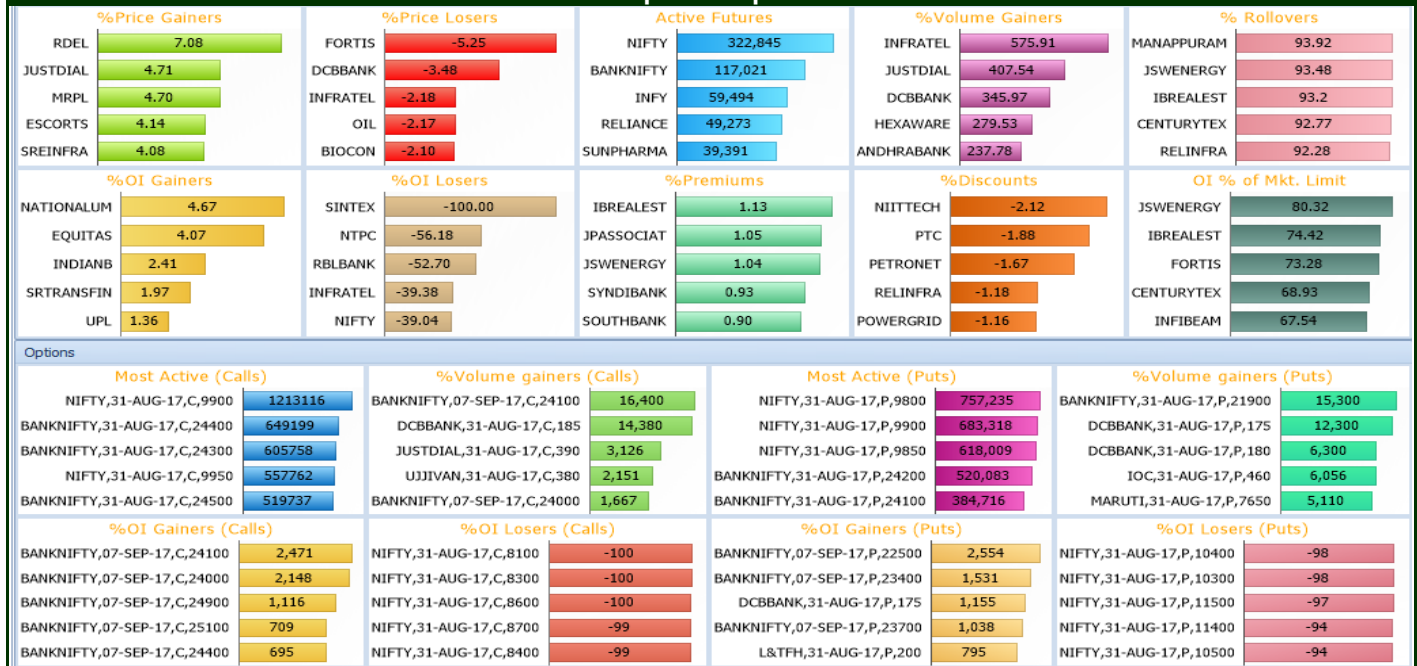 %Price Gainers
RDEL 7.08
JUSTDIAL 4.71
MRPL 4.70
ESCORTS 4.14
SREINFRA 4.08
%Price Losers
FORTIS -5.25
DCBBANK -3.48
INFRATEL -2.18
OIL -2.17
BIOCON -2.10
Active Futures
NIFTY 322,845
BANKNIFTY 117,021
INFY 59,494
RELIANCE 49,273
SUNPHARMA 39,391
%Volume Gainers
INFRATEL 575.91
JUSTDIAL 407.54
DCBBANK 345.97
HEXAWARE 279.53
ANDHRABANK 237.78
% Rollovers
MANAPPURAM 93.92
JSWENERGY 93.48
IBREALEST 93.2
CENTURYTEX 92.77
RELINFRA 92.28
%OI Gainers
NATIONALUM 4.67
EQUITAS 4.07
INDIANB 2.41
SRTRANSFIN 1.97
UPL 1.36
%OI Losers
SINTEX -100.00
NTPC -56.18
RBLBANK -52.70
INFRATEL -39.38
NIFTY -39.04
%Premiums
IBREALEST 1.13
JPASSOCIAT 1.05
JSWENERGY 1.04
SYNDIBANK 0.93
SOUTHBANK 0.90
%Discounts
NIITTECH -2.12
PTC -1.88
PETRONET -1.67
RELINFRA -1.18
POWERGRID -1.16
OI % of Mkt. Limit
JSWENERGY 80.32
IBREALEST 74.42
FORTIS 73.28
CENTURYTEX 68.93
INFIBEAM 67.54
Options
Most Active (Calls)
NIFTY,31-AUG-17,C,9900 1213116
BANKNIFTY,31-AUG-17,C,24400 649199
BANKNIFTY,31-AUG-17,C,24300 605758
NIFTY,31-AUG-17,C,9950 557762
BANKNIFTY,31-AUG-17,C,24500 519737
%Volume gainers (Calls)
BANKNIFTY,07-SEP-17,C,24100 16,400
DCBBANK,31-AUG-17,C,185 14,380
JUSTDIAL,31-AUG-17,C,390 3,126
UJJIVAN,31-AUG-17,C,380 2,151
BANKNIFTY,07-SEP-17,C,24000 1,667
Most Active (Puts)
NIFTY,31-AUG-17,P,9800 757,235
NIFTY,31-AUG-17,P,9900 683,318
NIFTY,31-AUG-17,P,9850 618,009
BANKNIFTY,31-AUG-17,P,24200 520,083
BANKNIFTY,31-AUG-17,P,24100 384,716
%Volume gainers (Puts)
BANKNIFTY,31-AUG-17,P,21900 15,300
DCBBANK,31-AUG-17,P,175 12,300
DCBBANK,31-AUG-17,P,180 6,300
IOC,31-AUG-17,P,460 6,056
MARUTI,31-AUG-17,P,7650 5,110
%OI Gainers (Calls)
BANKNIFTY,07-SEP-17,C,24100 2,471
BANKNIFTY,07-SEP-17,C,24000 2,148
BANKNIFTY,07-SEP-17,C,24900 1,116
BANKNIFTY,07-SEP-17,C,25100 709
BANKNIFTY,07-SEP-17,C,24400 695
%OI Losers (Calls)
NIFTY,31-AUG-17,C,8100 -100
NIFTY,31-AUG-17,C,8300 -100
NIFTY,31-AUG-17,C,8600 -100
NIFTY,31-AUG-17,C,8700 -99
NIFTY,31-AUG-17,C,8400 -99
%OI Gainers (Puts)
BANKNIFTY,07-SEP-17,P,22500 2,554
BANKNIFTY,07-SEP-17,P,23400 1,531
DCBBANK,31-AUG-17,P,175 1,155
BANKNIFTY,07-SEP-17,P,23700 1,038
L&TFH,31-AUG-17,P,200 795
%OI Losers (Puts)
NIFTY,31-AUG-17,P,10400 -98
NIFTY,31-AUG-17,P,10300 -98
NIFTY,31-AUG-17,P,11500 -97
NIFTY,31-AUG-17,P,11400 -94
NIFTY,31-AUG-17,P,10500 -94